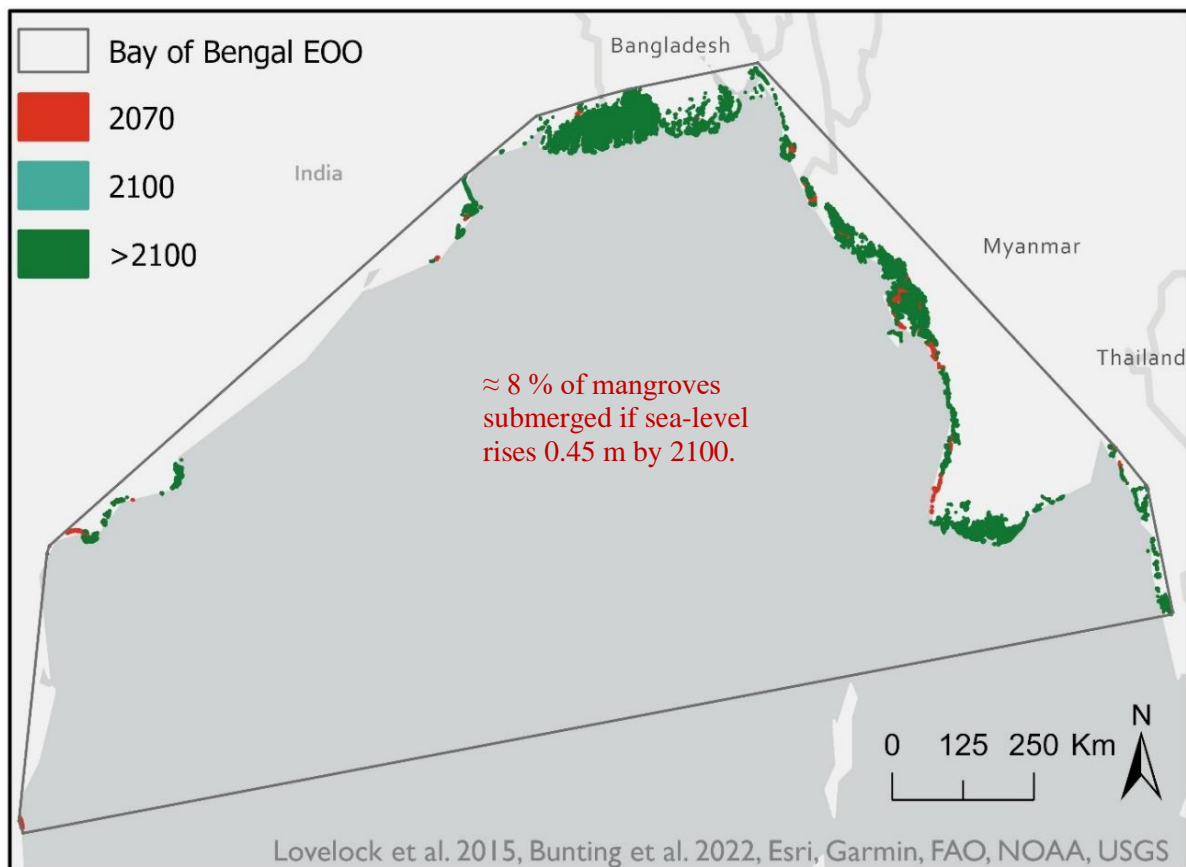 Bay of Bengal EOO
2070
2100
>2100
Bangladesh
India
Myanmar
Thailand
≈ 8 % of mangroves
submerged if sea-level
rises 0.45 m by 2100.
N
0 125 250 Km
Lovelock et al. 2015, Bunting et al. 2022, Esri, Garmin, FAO, NOAA, USGS